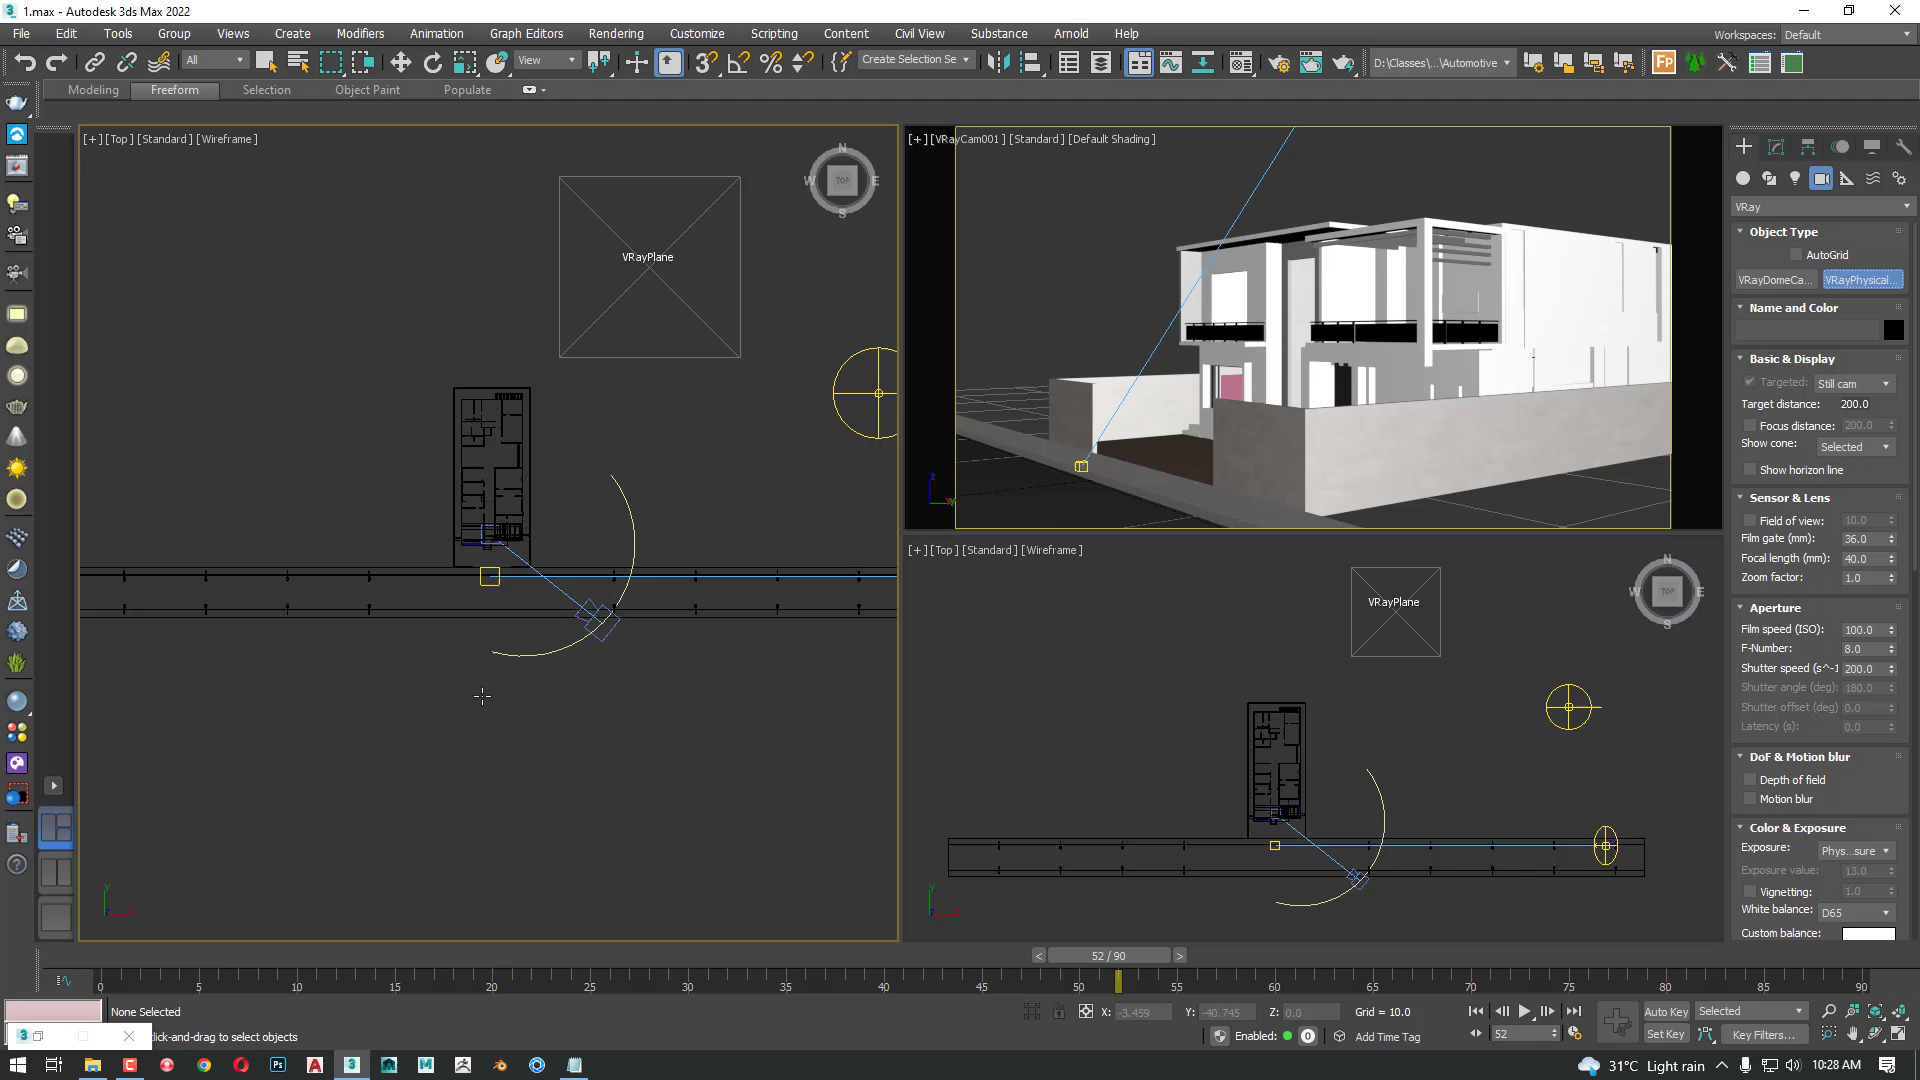 1.max - Autodesk 3ds Max 2022
File Edit Tools Group Views Create Modifiers Animation Graph Editors Rendering Customize Scripting Content Civil View Substance Arnold Help
Workspaces: Default
All
View
Create Selection Se
D:\Classes\...\Automotive
Modeling Freeform Selection Object Paint Populate
[+] [Top] [Standard] [Wireframe]
[+] [VRayCam001] [Standard] [Default Shading]
N
W TOP E
S
VRayPlane
VRay
Object Type
AutoGrid
VRayDomeCa... VRayPhysical...
Name and Color
Basic & Display
Targeted: Still cam
Target distance: 200.0
Focus distance: 200.0
Show cone: Selected
Show horizon line
Sensor & Lens
Field of view: 10.0
Film gate (mm): 36.0
Focal length (mm): 40.0
Zoom factor: 1.0
Aperture
Film speed (ISO): 100.0
F-Number: 8.0
Shutter speed (s^-1 200.0
Shutter angle (deg): 180.0
Shutter offset (deg) 0.0
Latency (s): 0.0
DoF & Motion blur
Depth of field
Motion blur
Color & Exposure
Exposure: Phys...sure
Exposure value: 13.0
Vignetting: 1.0
White balance: D65
Custom balance:
[+] [Top] [Standard] [Wireframe]
VRayPlane
N
W TOP E
S
< 52 / 90 >
0 5 10 15 20 25 30 35 40 45 50 55 60 65 70 75 80 85 90
None Selected
X: -3.459 Y: -40.745 Z: 0.0 Grid = 10.0
Auto Key Selected
lick-and-drag to select objects
Enabled: 0 Add Time Tag
52
Set Key Key Filters...
31°C Light rain
10:28 AM